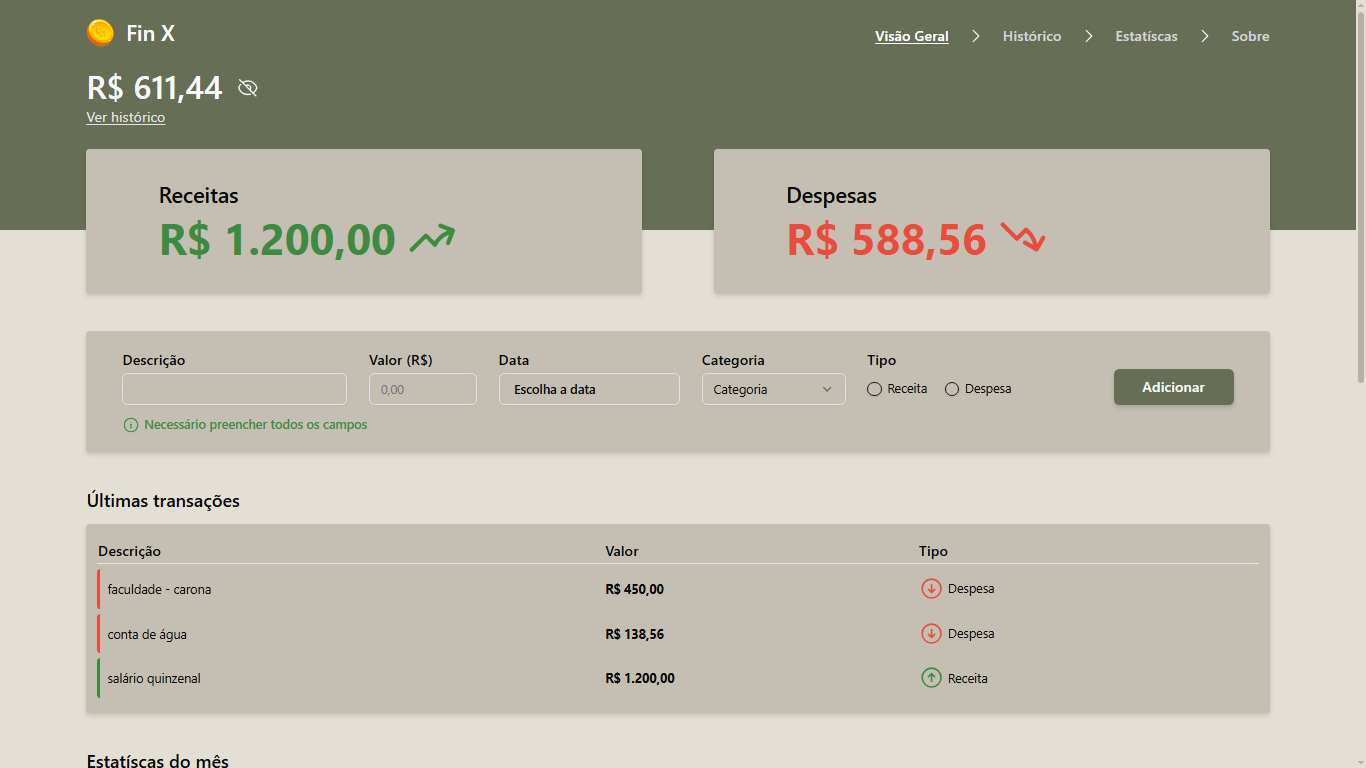 Fin X
Visão Geral
Histórico
Estatíscas
Sobre
R$ 611,44
Ver histórico
Receitas
R$ 1.200,00
Despesas
R$ 588,56
Descrição
Valor (R$)
Data
Categoria
Tipo
0,00
Escolha a data
Categoria
Receita
Despesa
Adicionar
Necessário preencher todos os campos
Últimas transações
Descrição Valor Tipo
faculdade - carona R$ 450,00 Despesa
conta de água R$ 138,56 Despesa
salário quinzenal R$ 1.200,00 Receita
Estatíscas do mês